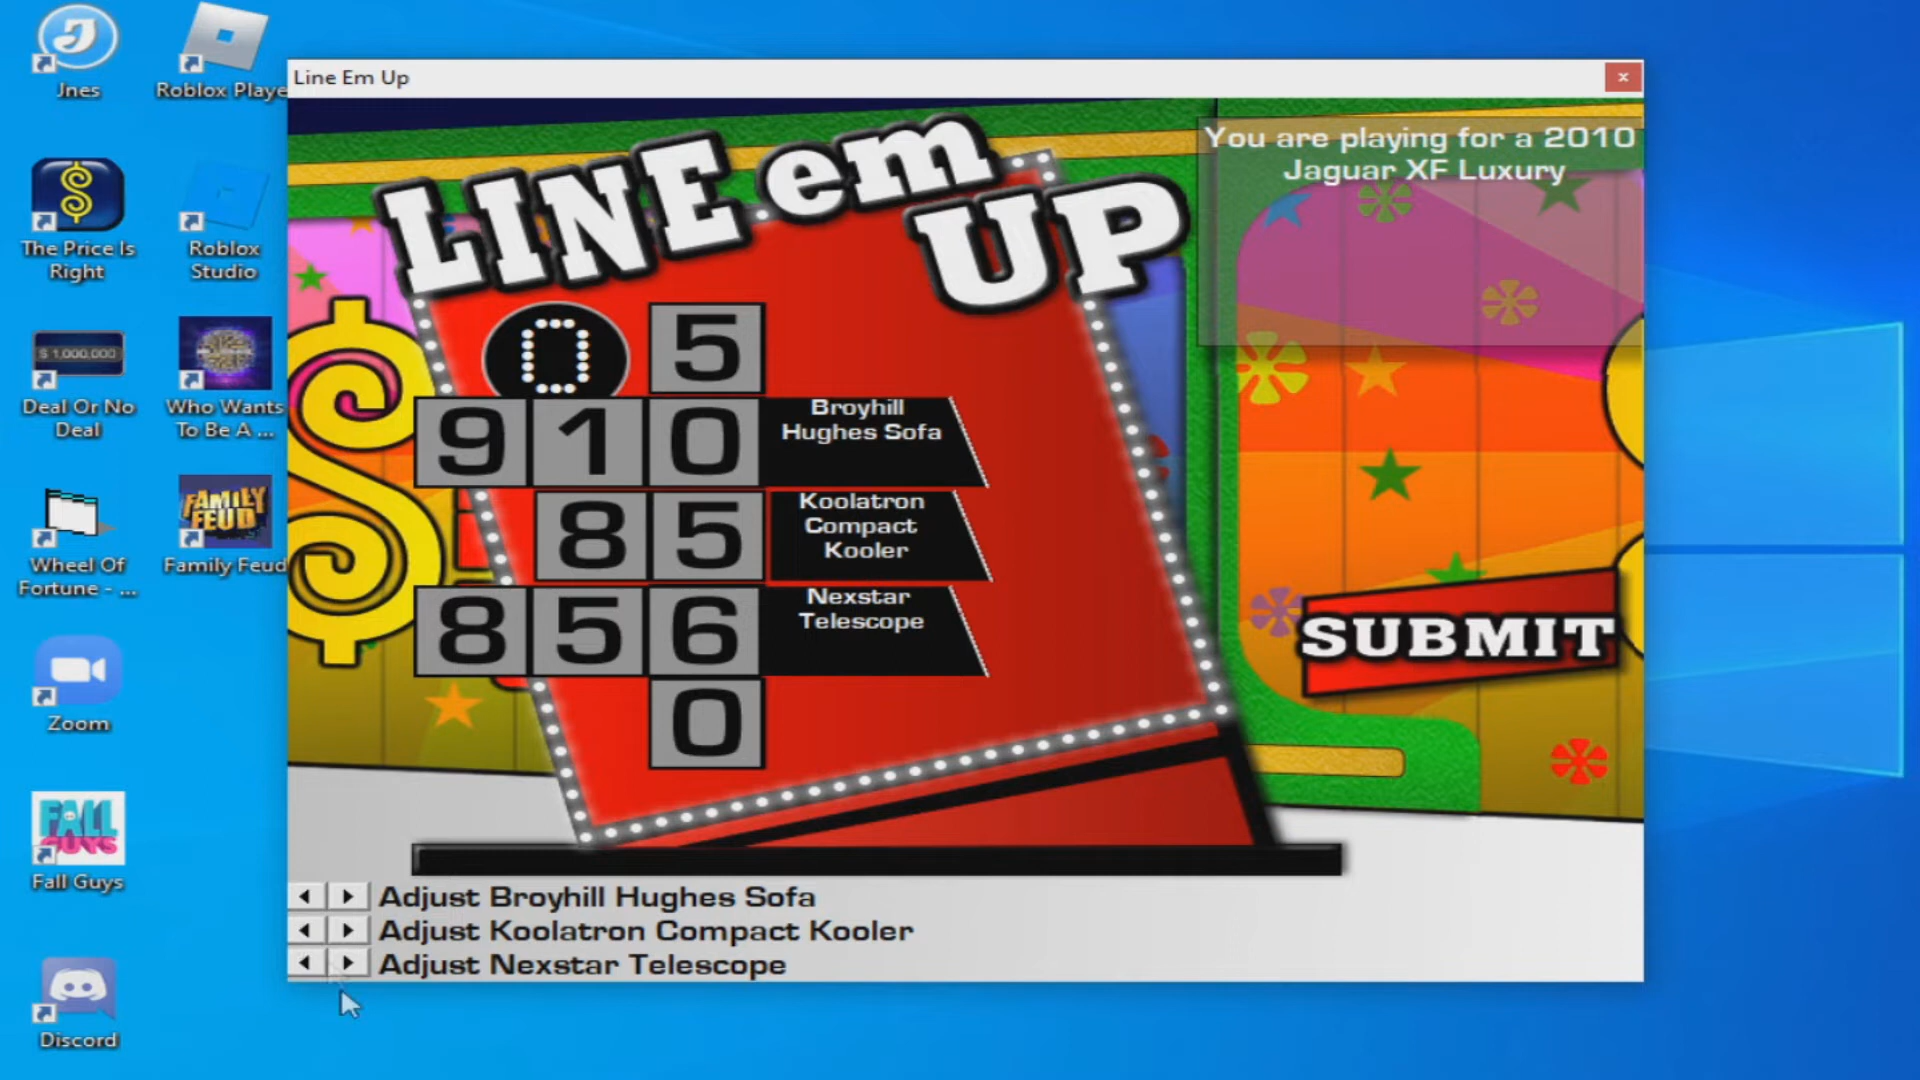 Jnes
Roblox Playe
The Price Is
Right
Roblox
Studio
$ 1,000,000
Deal Or No
Deal
Who Wants
To Be A ...
Wheel Of
Fortune - ...
FAMILY
FEUD
Family Feud
Zoom
FALL
GUYS
Fall Guys
Discord
Line Em Up
x
You are playing for a 2010
Jaguar XF Luxury
LINE em
UP
0 5
9 1 0 Broyhill
Hughes Sofa
8 5 Koolatron
Compact
Kooler
8 5 6 Nexstar
Telescope
0
SUBMIT
Adjust Broyhill Hughes Sofa
Adjust Koolatron Compact Kooler
Adjust Nexstar Telescope